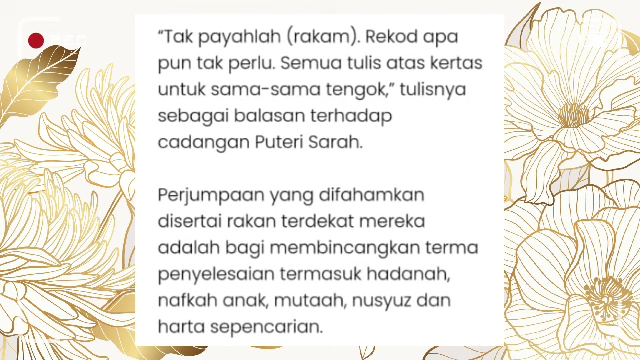 “Tak payahlah (rakam). Rekod apa
pun tak perlu. Semua tulis atas kertas
untuk sama-sama tengok,” tulisnya
sebagai balasan terhadap
cadangan Puteri Sarah.
Perjumpaan yang difahamkan
disertai rakan terdekat mereka
adalah bagi membincangkan terma
penyelesaian termasuk hadanah,
nafkah anak, mutaah, nusyuz dan
harta sepencarian.